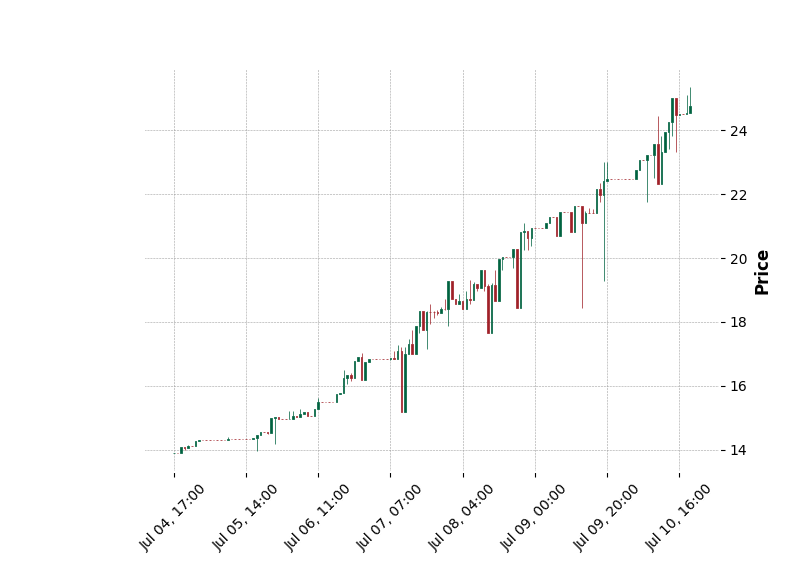 24
22
20
18
16
14
Price
Jul 04, 17:00
Jul 05, 14:00
Jul 06, 11:00
Jul 07, 07:00
Jul 08, 04:00
Jul 09, 00:00
Jul 09, 20:00
Jul 10, 16:00